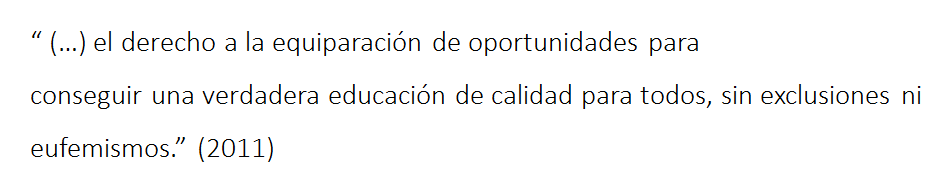 “ (…) el derecho a la equiparación de oportunidades para
conseguir una verdadera educación de calidad para todos, sin exclusiones ni
eufemismos.” (2011)